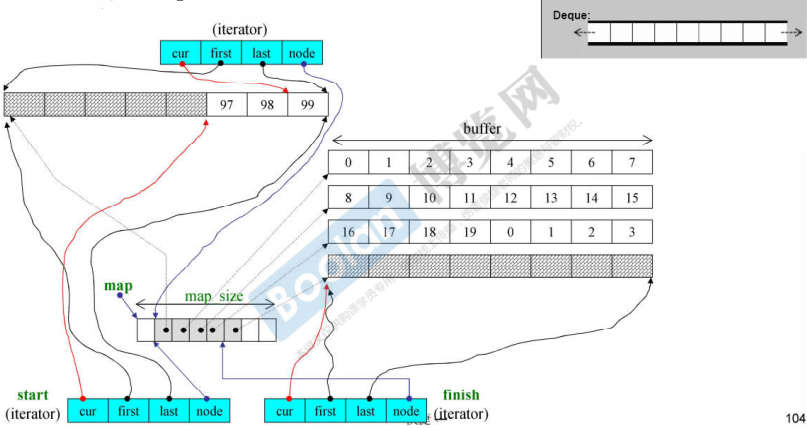 Deque:
(iterator)
cur first last node
97 98 99
buffer
0 1 2 3 4 5 6 7
8 9 10 11 12 13 14 15
16 17 18 19 0 1 2 3
Boolan 博览网
map
map size
start
(iterator)
cur first last node
cur first last node
finish
(iterator)
104